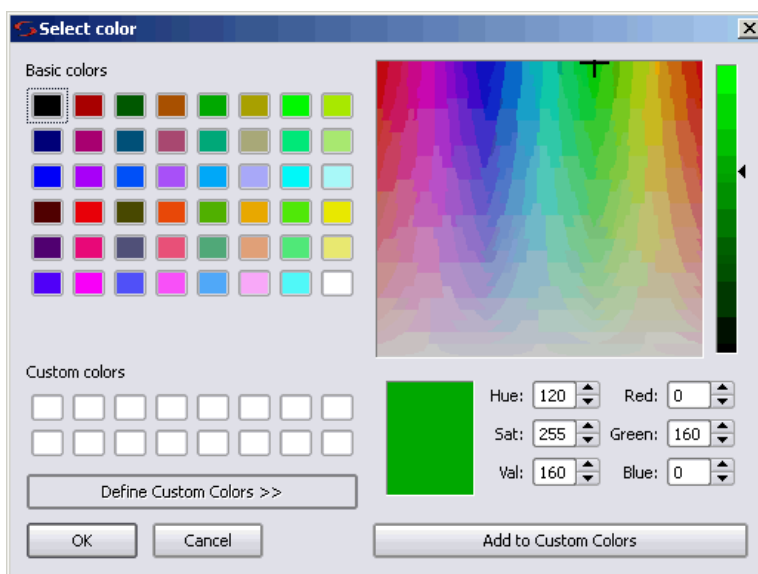 Select color
Basic colors
Custom colors
Hue: 120 Red: 0
Sat: 255 Green: 160
Val: 160 Blue: 0
Define Custom Colors >>
OK Cancel Add to Custom Colors